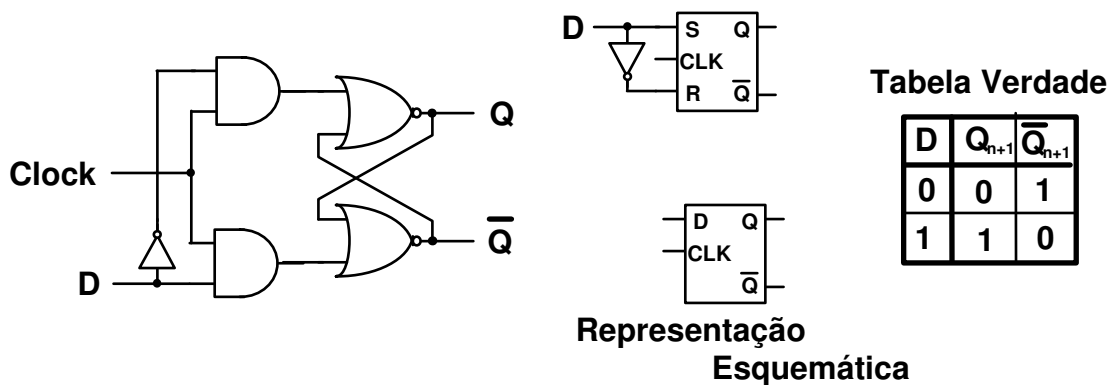 Clock
D
Q
Q̅
D
S Q
CLK
R Q̅
D Q
CLK
Q̅
Representação
Esquemática
Tabela Verdade
D Qn+1 Q̅n+1
0 0 1
1 1 0